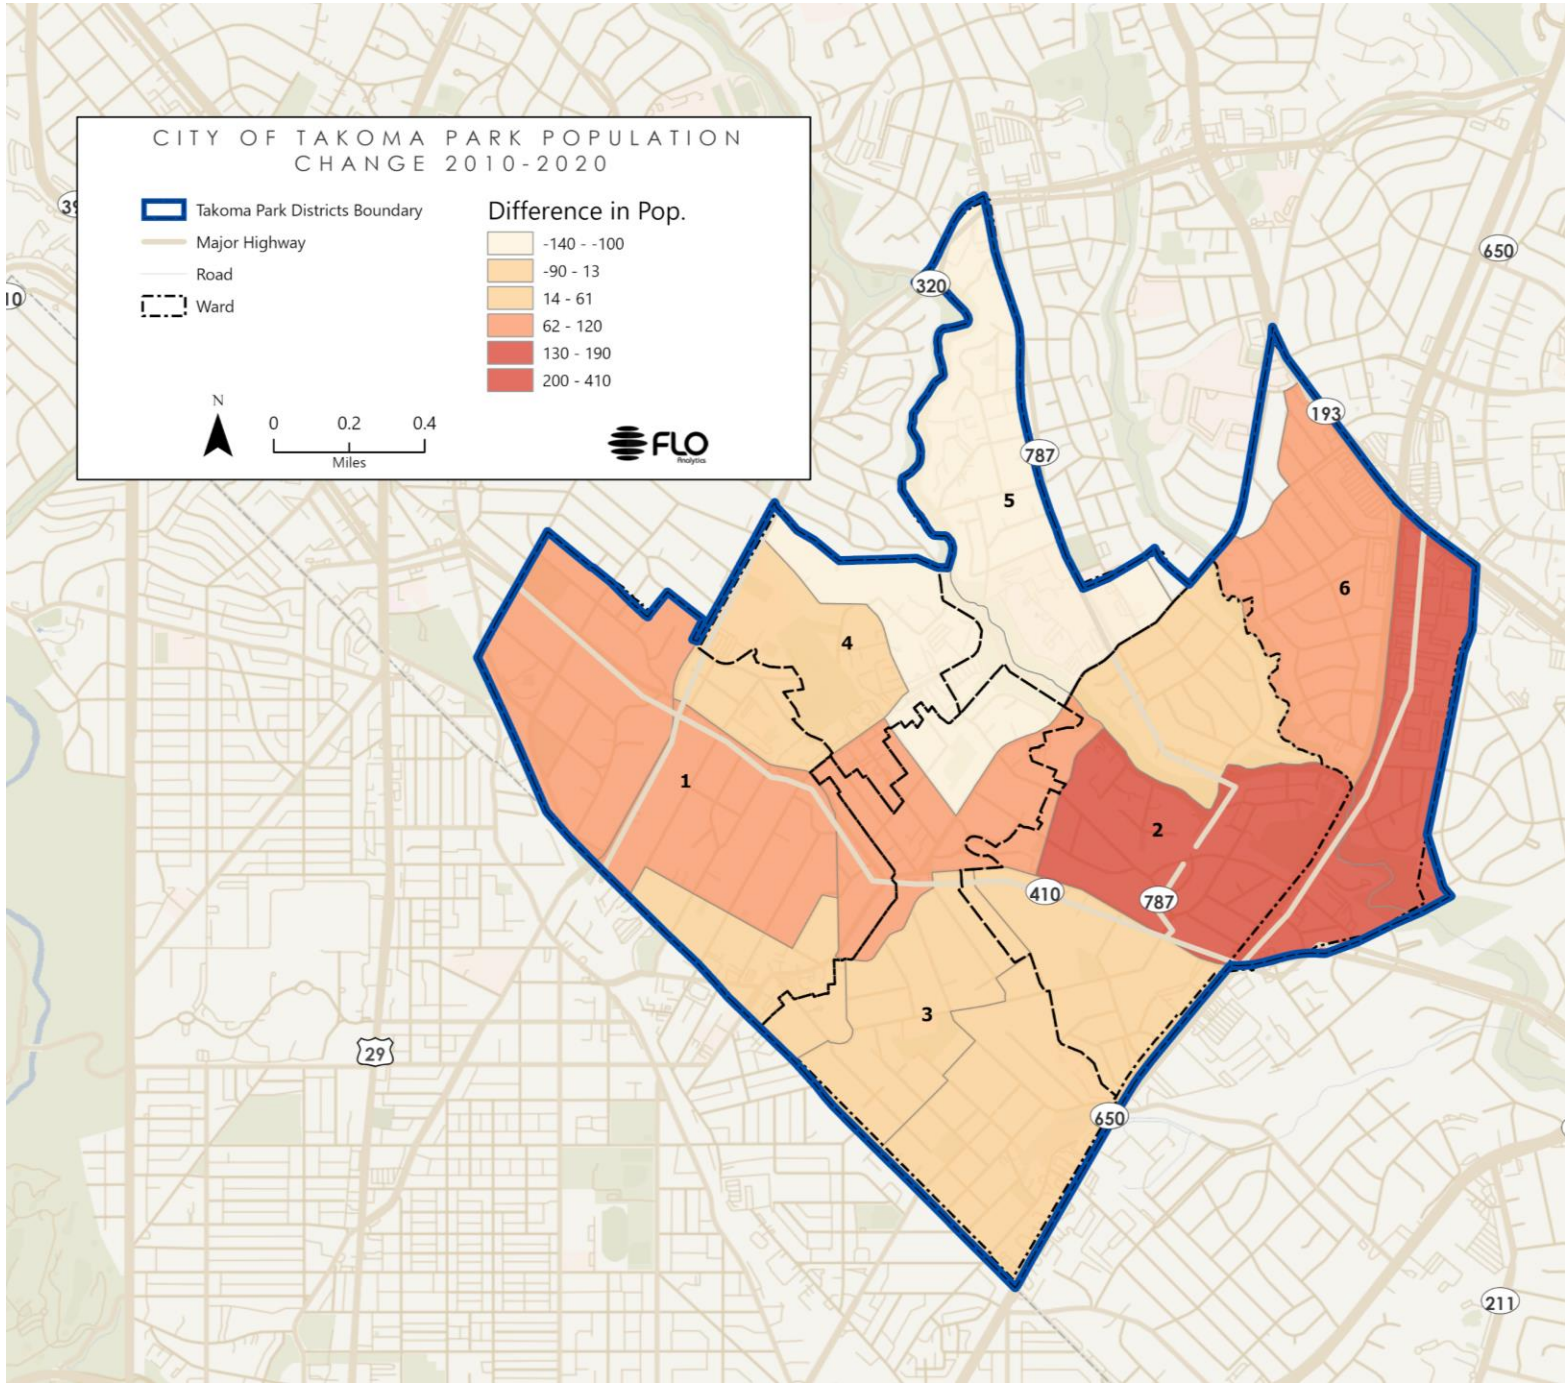 CITY OF TAKOMA PARK POPULATION
CHANGE 2010-2020
Takoma Park Districts Boundary
Major Highway
Road
Ward
Difference in Pop.
-140 - -100
-90 - 13
14 - 61
62 - 120
130 - 190
200 - 410
N
0 0.2 0.4
Miles
FLO
Analytics
39
10
320
650
193
787
5
6
4
1
2
410
787
3
29
650
211